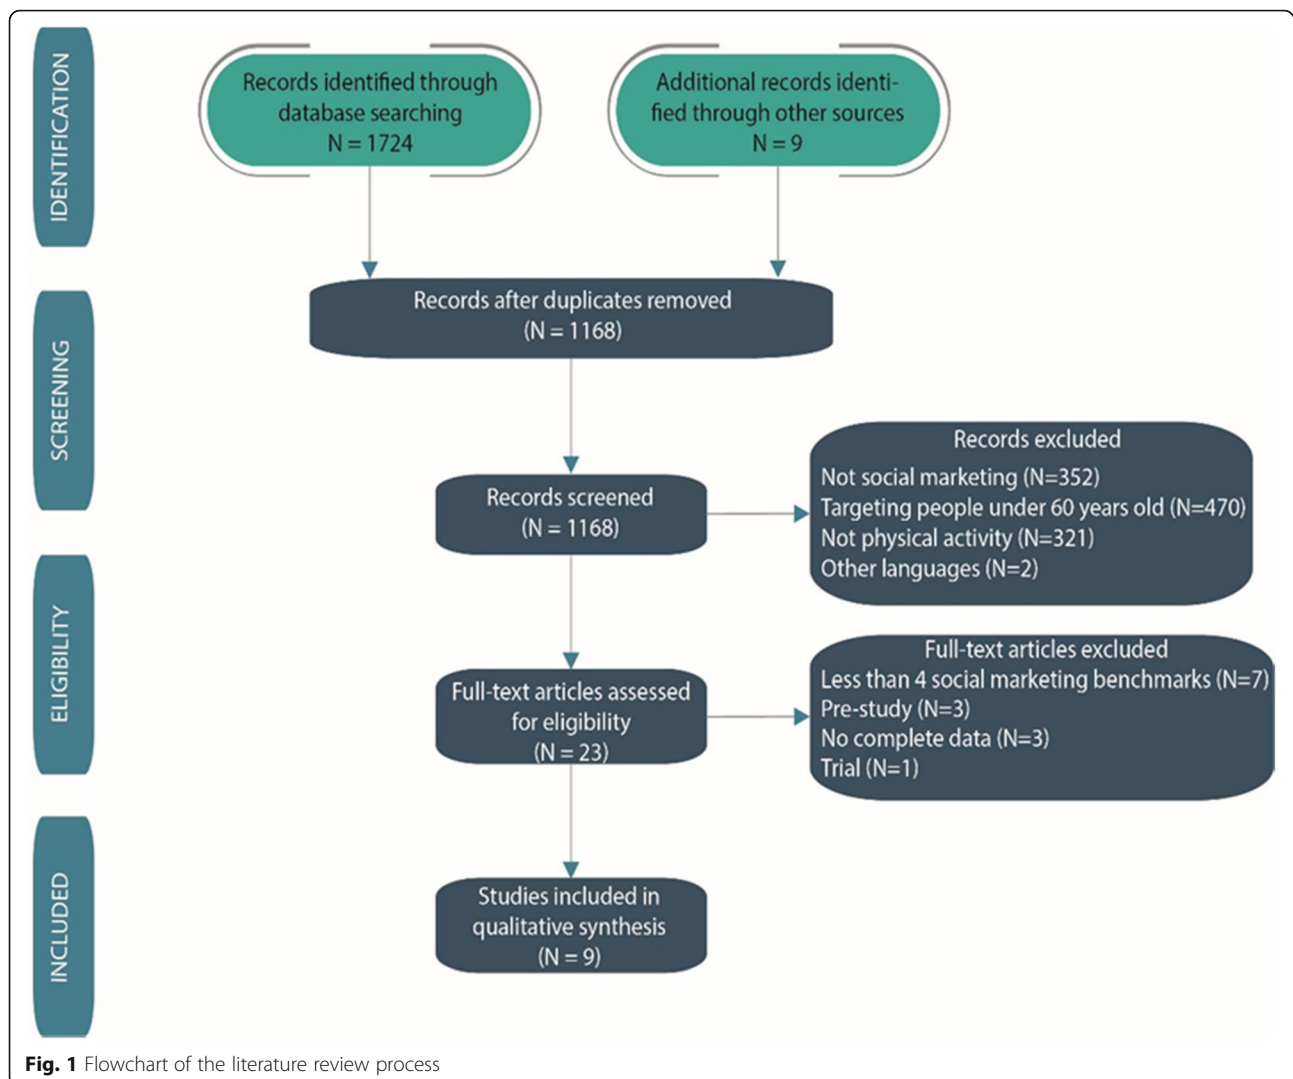 IDENTIFICATION
Records identified through
database searching
N = 1724
Additional records identi-
fied through other sources
N = 9
SCREENING
Records after duplicates removed
(N = 1168)
Records screened
(N = 1168)
Records excluded
Not social marketing (N=352)
Targeting people under 60 years old (N=470)
Not physical activity (N=321)
Other languages (N=2)
ELIGIBILITY
Full-text articles assessed
for eligibility
(N = 23)
Full-text articles excluded
Less than 4 social marketing benchmarks (N=7)
Pre-study (N=3)
No complete data (N=3)
Trial (N=1)
INCLUDED
Studies included in
qualitative synthesis
(N = 9)
Fig. 1 Flowchart of the literature review process